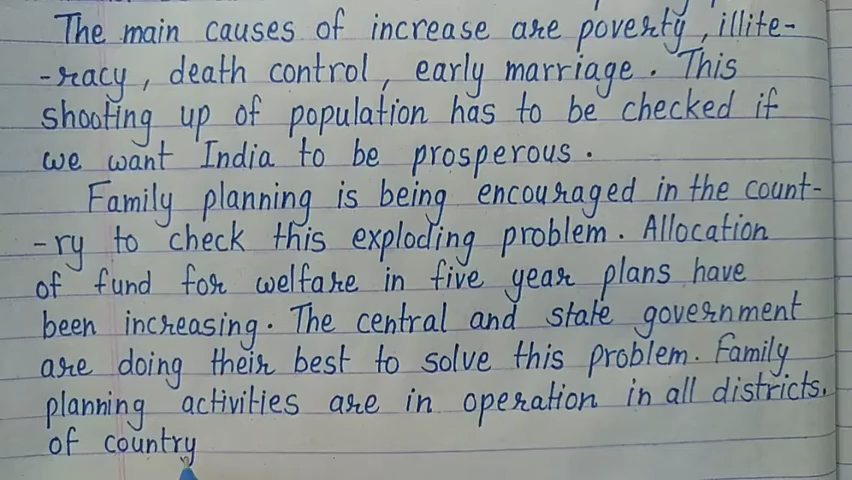 The main causes of increase are poverty, illite-
-racy, death control, early marriage. This
shooting up of population has to be checked if
we want India to be prosperous.
Family planning is being encouraged in the count-
-ry to check this exploding problem. Allocation
of fund for welfare in five year plans have
been increasing. The central and state government
are doing their best to solve this problem. Family
planning activities are in operation in all districts.
of country